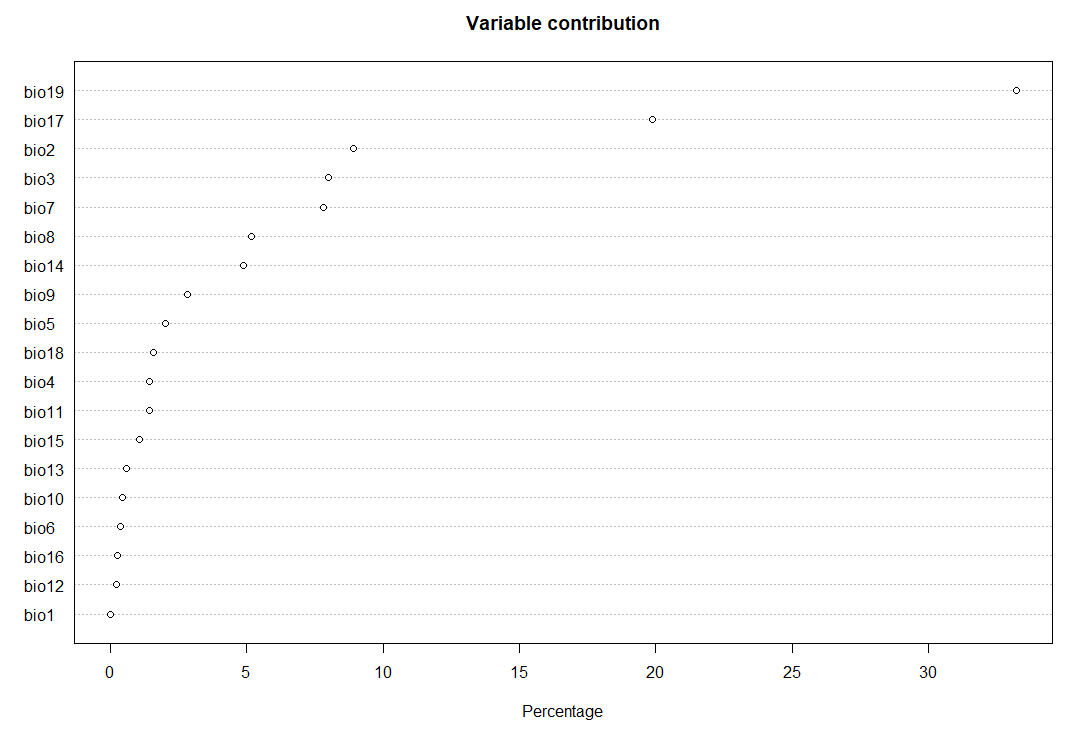 Variable contribution
bio19
bio17
bio2
bio3
bio7
bio8
bio14
bio9
bio5
bio18
bio4
bio11
bio15
bio13
bio10
bio6
bio16
bio12
bio1
0 5 10 15 20 25 30
Percentage